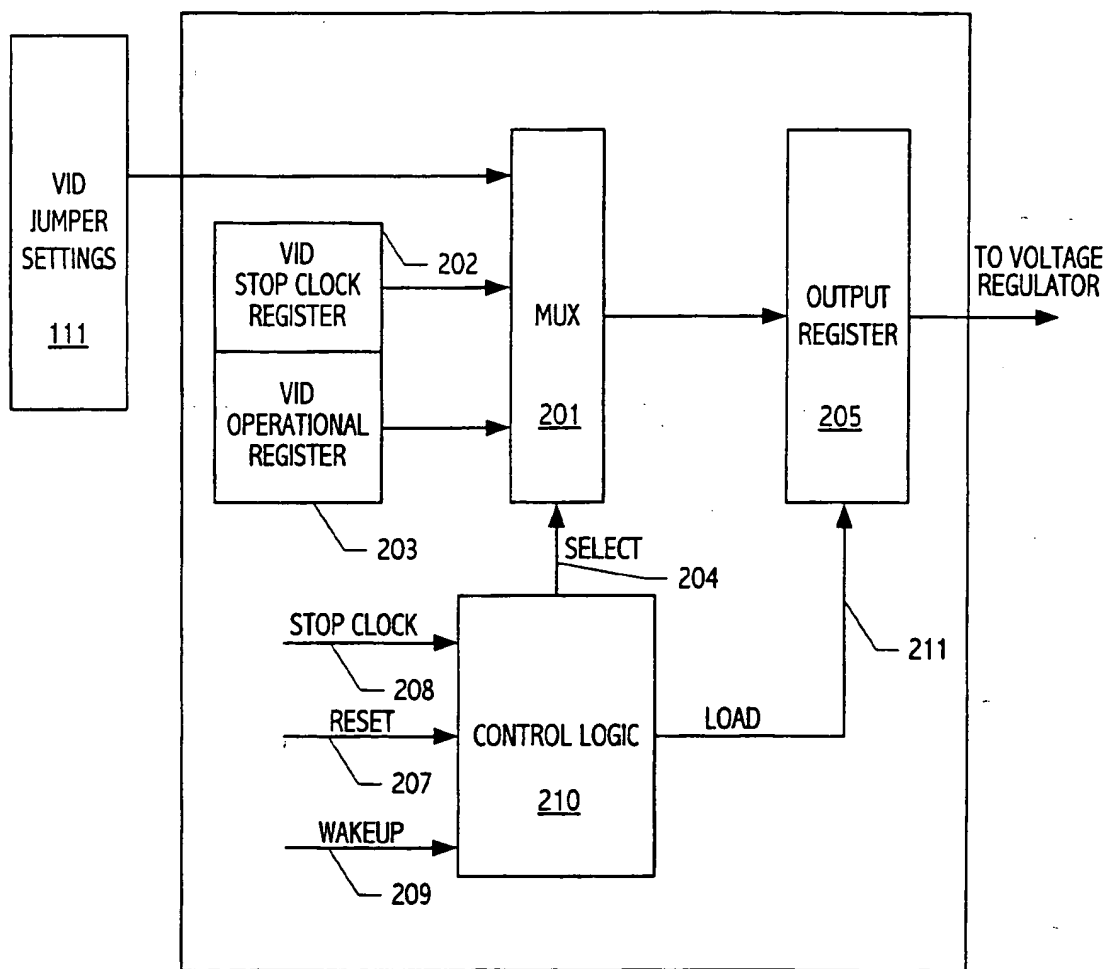 VID
JUMPER
SETTINGS
111
VID
STOP CLOCK
REGISTER
202
VID
OPERATIONAL
REGISTER
203
MUX
201
OUTPUT
REGISTER
205
TO VOLTAGE
REGULATOR
SELECT
204
STOP CLOCK
208
RESET
207
WAKEUP
209
CONTROL LOGIC
210
LOAD
211